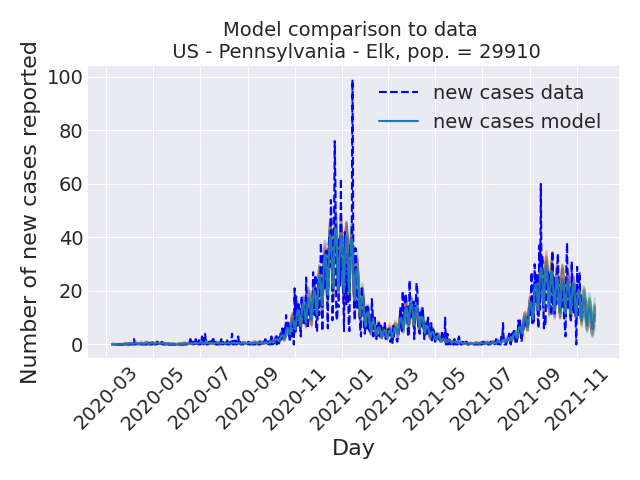 Model comparison to data
US - Pennsylvania - Elk, pop. = 29910
Number of new cases reported
100
80
60
40
20
0
new cases data
new cases model
2020-03
2020-05
2020-07
2020-09
2020-11
2021-01
2021-03
2021-05
2021-07
2021-09
2021-11
Day